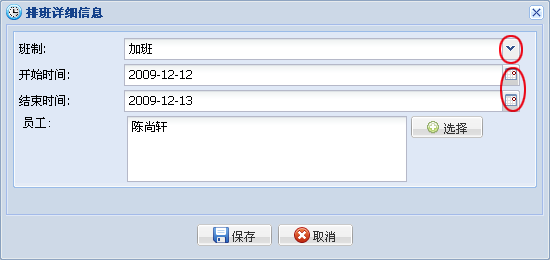 排班详细信息
班制: 加班
开始时间: 2009-12-12
结束时间: 2009-12-13
员工: 陈尚轩 选择
保存 取消